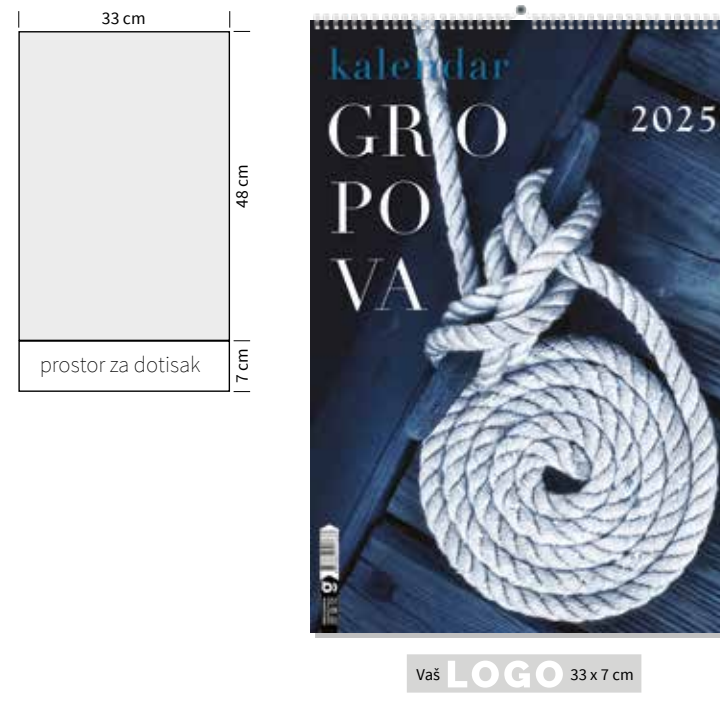 33 cm
48 cm
prostor za dotisak
7 cm
kalendar
GRO
PO
VA
2025
Vaš LOGO 33 x 7 cm